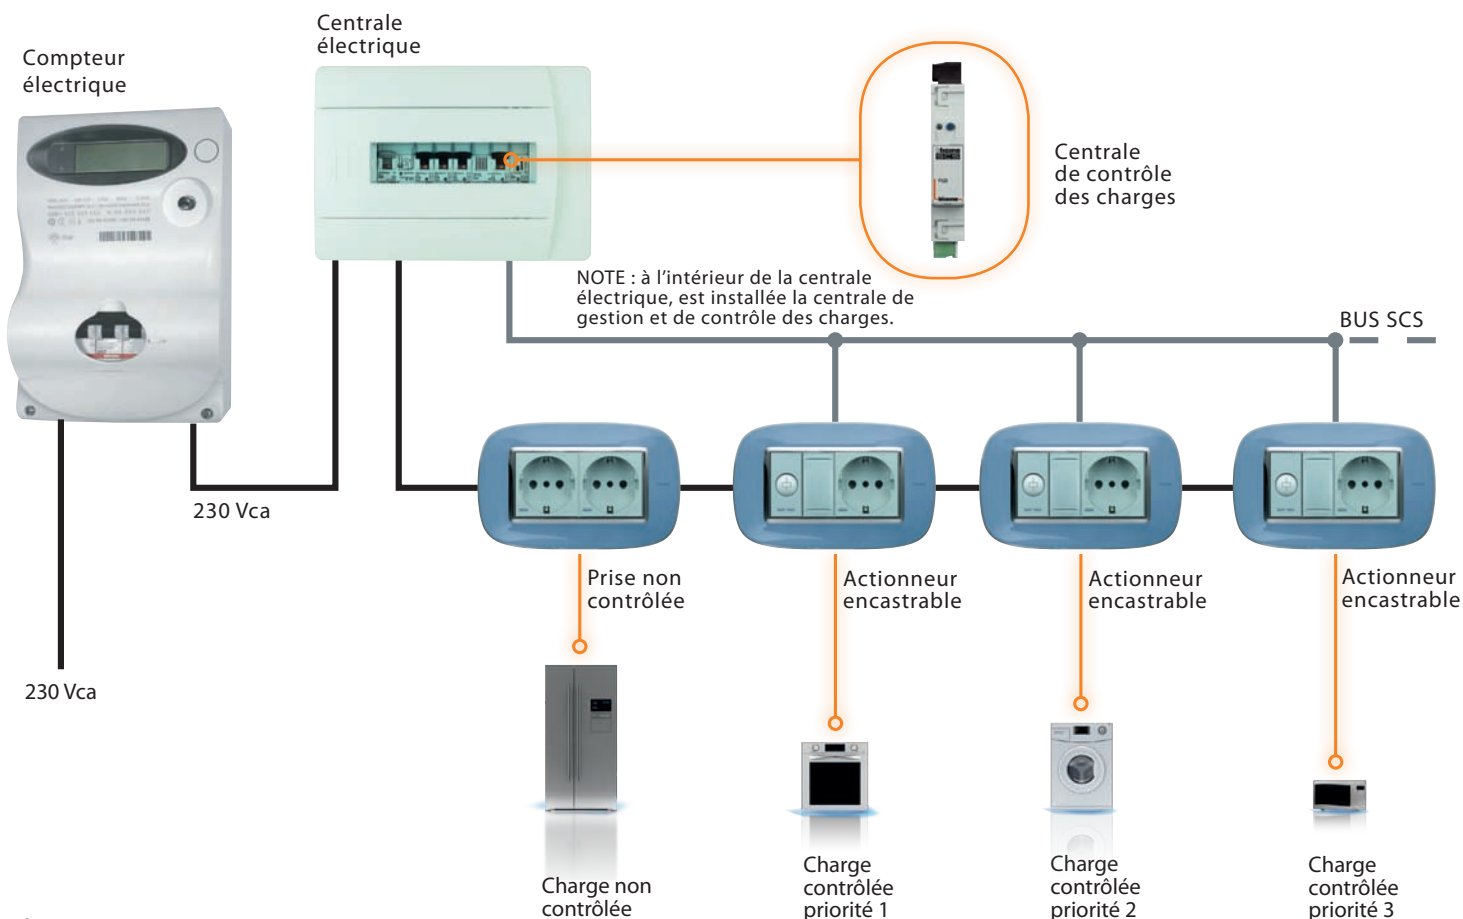 Compteur
électrique
Centrale
électrique
Centrale
de contrôle
des charges
NOTE : à l’intérieur de la centrale
électrique, est installée la centrale de
gestion et de contrôle des charges.
BUS SCS
230 Vca
230 Vca
Prise non
contrôlée
Actionneur
encastrable
Actionneur
encastrable
Actionneur
encastrable
Charge non
contrôlée
Charge
contrôlée
priorité 1
Charge
contrôlée
priorité 2
Charge
contrôlée
priorité 3